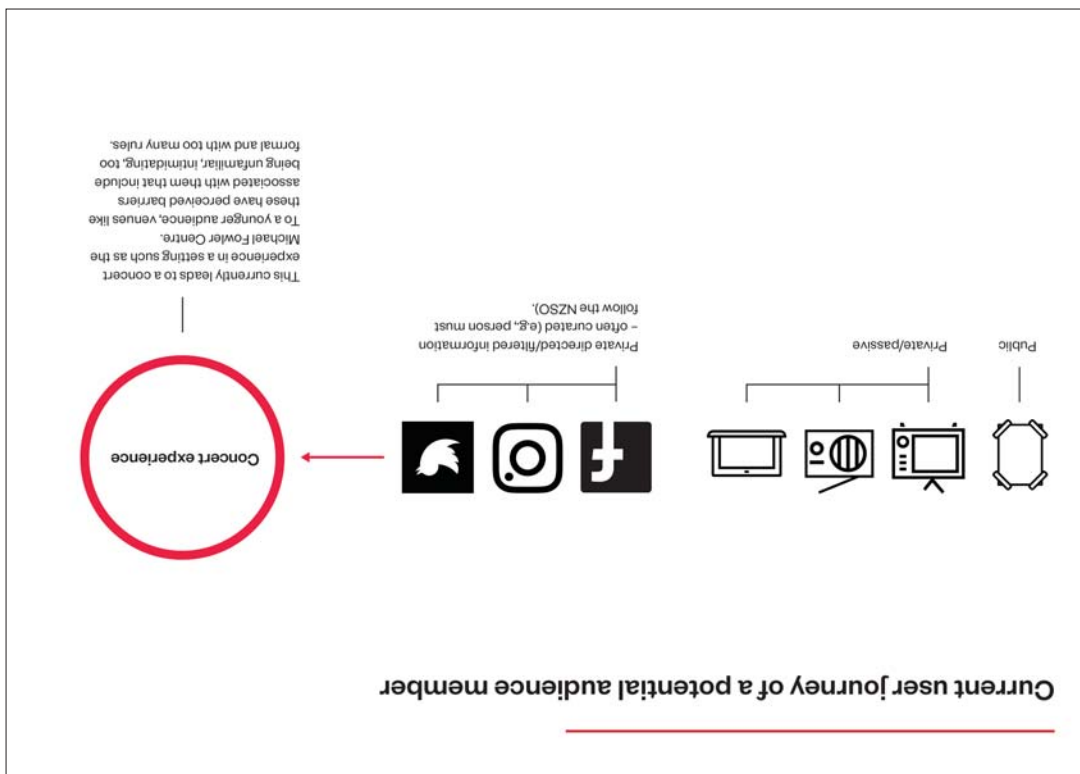 Current user journey of a potential audience member
Public
Private/passive
Private directed/filtered information
– often curated (e.g., person must
follow the NZSO).
Concert experience
This currently leads to a concert
experience in a setting such as the
Michael Fowler Centre.
To a younger audience, venues like
these have perceived barriers
associated with them that include
being unfamiliar, intimidating, too
formal and with too many rules.